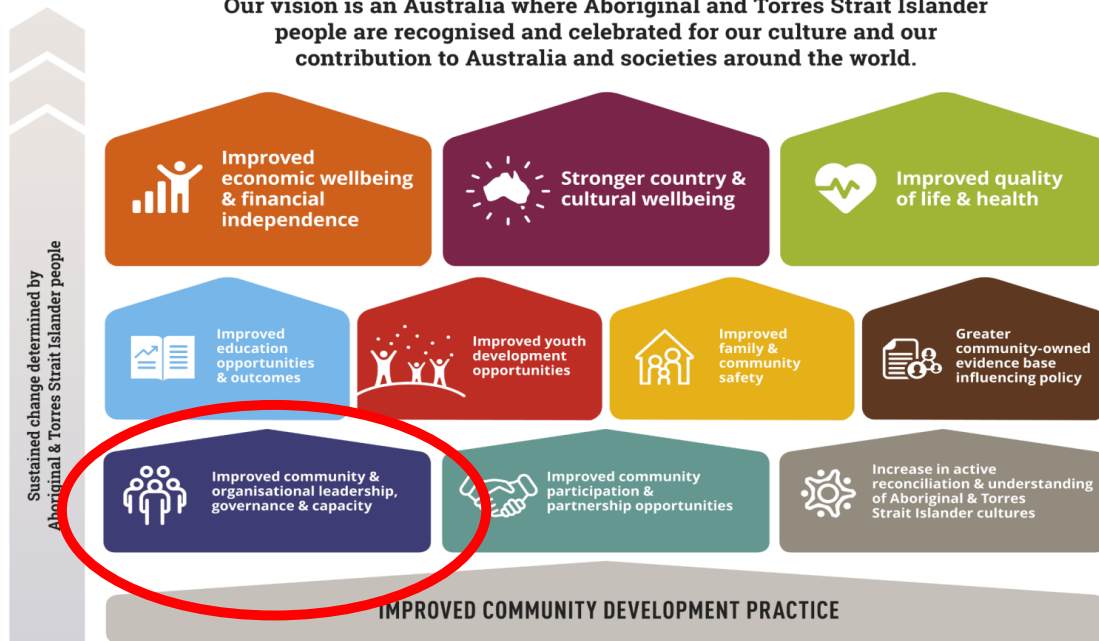 Our vision is an Australia where Aboriginal and Torres Strait Islander
people are recognised and celebrated for our culture and our
contribution to Australia and societies around the world.
Improved
economic wellbeing
& financial
independence
Stronger country &
cultural wellbeing
Improved quality
of life & health
Sustained change determined by
Aboriginal & Torres Strait Islander people
Improved
education
opportunities
& outcomes
Improved youth
development
opportunities
Improved
family &
community
safety
Greater
community-owned
evidence base
influencing policy
Improved community &
organisational leadership,
governance & capacity
Improved community
participation &
partnership opportunities
Increase in active
reconciliation & understanding
of Aboriginal & Torres
Strait Islander cultures
IMPROVED COMMUNITY DEVELOPMENT PRACTICE